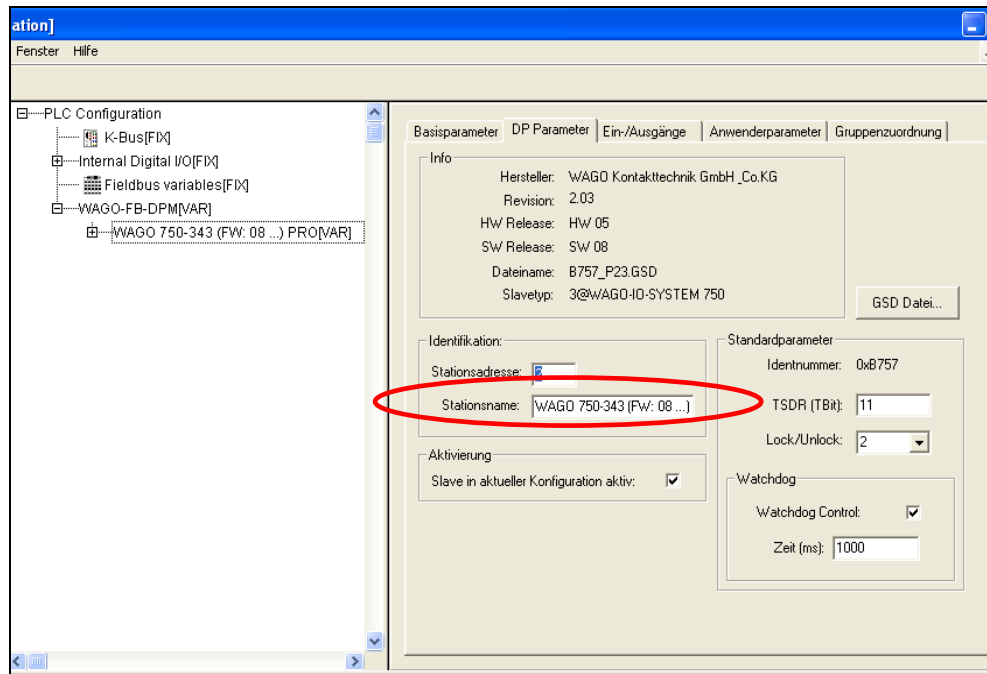 ation]
Fenster Hilfe
PLC Configuration
K-Bus[FIX]
Internal Digital I/O[FIX]
Fieldbus variables[FIX]
WAGO-FB-DPM[VAR]
WAGO 750-343 (FW: 08 ...) PRO[VAR]
Basisparameter DP Parameter Ein-/Ausgänge Anwenderparameter Gruppenzuordnung
Info
Hersteller: WAGO Kontakttechnik GmbH _Co.KG
Revision: 2.03
HW Release: HW 05
SW Release: SW 08
Dateiname: B757_P23.GSD
Slavetyp: 3@WAGO-IO-SYSTEM 750
GSD Datei...
Identifikation:
Stationsadresse:
Stationsname: WAGO 750-343 (FW: 08 ...)
Aktivierung
Slave in aktueller Konfiguration aktiv:
Standardparameter
Identnummer: 0xB757
TSDR (TBit): 11
Lock/Unlock: 2
Watchdog
Watchdog Control:
Zeit (ms): 1000